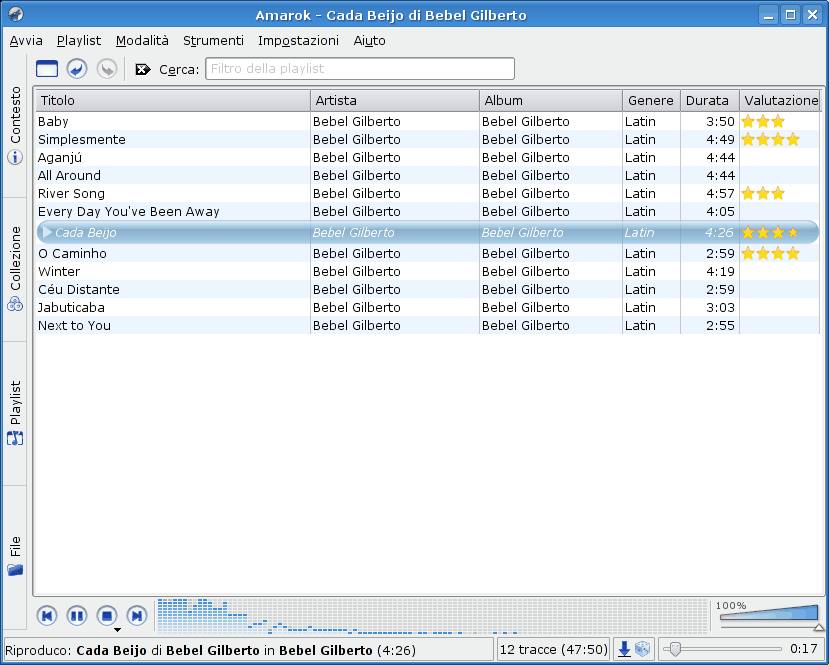 Amarok - Cada Beijo di Bebel Gilberto
Avvia Playlist Modalità Strumenti Impostazioni Aiuto
Cerca: Filtro della playlist
Contesto
Collezione
Playlist
File
Titolo Artista Album Genere Durata Valutazione
Baby Bebel Gilberto Bebel Gilberto Latin 3:50
Simplesmente Bebel Gilberto Bebel Gilberto Latin 4:49
Aganjú Bebel Gilberto Bebel Gilberto Latin 4:44
All Around Bebel Gilberto Bebel Gilberto Latin 4:44
River Song Bebel Gilberto Bebel Gilberto Latin 4:57
Every Day You've Been Away Bebel Gilberto Bebel Gilberto Latin 4:05
Cada Beijo Bebel Gilberto Bebel Gilberto Latin 4:26
O Caminho Bebel Gilberto Bebel Gilberto Latin 2:59
Winter Bebel Gilberto Bebel Gilberto Latin 4:19
Céu Distante Bebel Gilberto Bebel Gilberto Latin 2:59
Jabuticaba Bebel Gilberto Bebel Gilberto Latin 3:03
Next to You Bebel Gilberto Bebel Gilberto Latin 2:55
100%
Riproduco: Cada Beijo di Bebel Gilberto in Bebel Gilberto (4:26) 12 tracce (47:50) 0:17